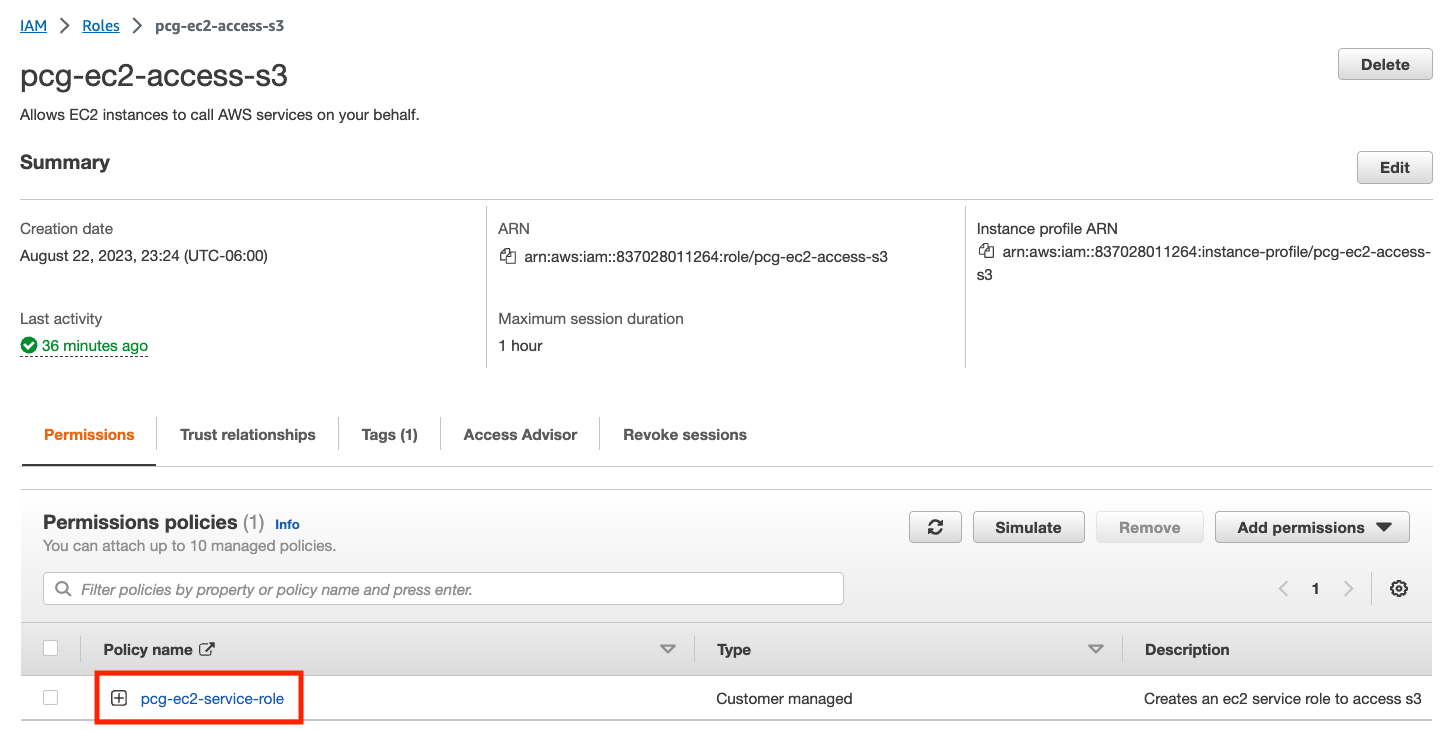 IAM > Roles > pcg-ec2-access-s3
pcg-ec2-access-s3
Delete
Allows EC2 instances to call AWS services on your behalf.
Summary
Edit
Creation date
August 22, 2023, 23:24 (UTC-06:00)
ARN
arn:aws:iam::837028011264:role/pcg-ec2-access-s3
Instance profile ARN
arn:aws:iam::837028011264:instance-profile/pcg-ec2-access-
s3
Last activity
36 minutes ago
Maximum session duration
1 hour
Permissions
Trust relationships
Tags (1)
Access Advisor
Revoke sessions
Permissions policies (1) Info
You can attach up to 10 managed policies.
Simulate
Remove
Add permissions
Filter policies by property or policy name and press enter.
1
Policy name
Type
Description
pcg-ec2-service-role
Customer managed
Creates an ec2 service role to access s3